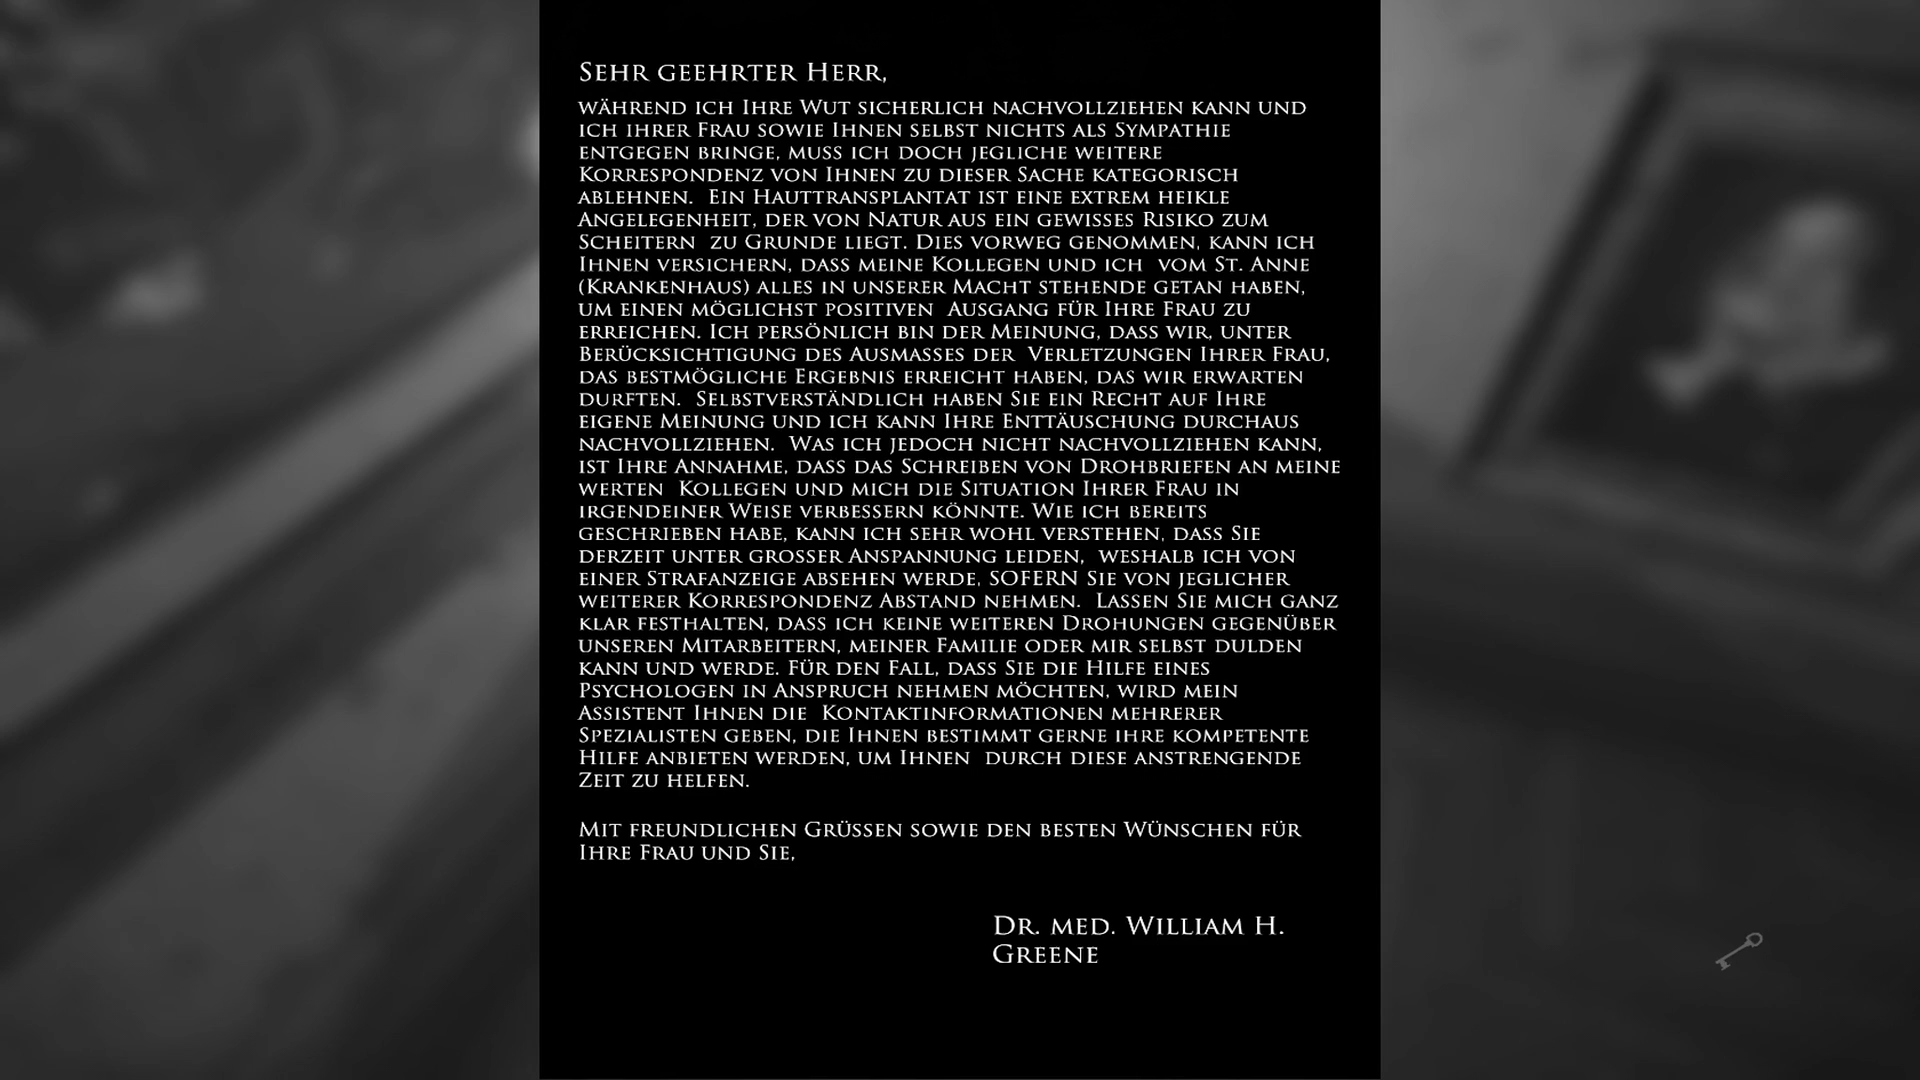 Sehr geehrter Herr,
während ich Ihre Wut sicherlich nachvollziehen kann und
ich ihrer Frau sowie Ihnen selbst nichts als Sympathie
entgegen bringe, muss ich doch jegliche weitere
Korrespondenz von Ihnen zu dieser Sache kategorisch
ablehnen.  Ein Hauttransplantat ist eine extrem heikle
Angelegenheit, der von Natur aus ein gewisses Risiko zum
Scheitern  zu Grunde liegt. Dies vorweg genommen, kann ich
Ihnen versichern, dass meine Kollegen und ich  vom St. Anne
(Krankenhaus) alles in unserer Macht stehende getan haben,
um einen möglichst positiven  Ausgang für Ihre Frau zu
erreichen. Ich persönlich bin der Meinung, dass wir, unter
Berücksichtigung des Ausmasses der  Verletzungen Ihrer Frau,
das bestmögliche Ergebnis erreicht haben, das wir erwarten
durften.  Selbstverständlich haben Sie ein Recht auf Ihre
eigene Meinung und ich kann Ihre Enttäuschung durchaus
nachvollziehen.  Was ich jedoch nicht nachvollziehen kann,
ist Ihre Annahme, dass das Schreiben von Drohbriefen an meine
werten  Kollegen und mich die Situation Ihrer Frau in
irgendeiner Weise verbessern könnte. Wie ich bereits
geschrieben habe, kann ich sehr wohl verstehen, dass Sie
derzeit unter grosser Anspannung leiden,  weshalb ich von
einer Strafanzeige absehen werde, SOFERN Sie von jeglicher
weiterer Korrespondenz Abstand nehmen.  Lassen Sie mich ganz
klar festhalten, dass ich keine weiteren Drohungen gegenüber
unseren Mitarbeitern, meiner Familie oder mir selbst dulden
kann und werde. Für den Fall, dass Sie die Hilfe eines
Psychologen in Anspruch nehmen möchten, wird mein
Assistent Ihnen die  Kontaktinformationen mehrerer
Spezialisten geben, die Ihnen bestimmt gerne ihre kompetente
Hilfe anbieten werden, um Ihnen  durch diese anstrengende
Zeit zu helfen.
Mit freundlichen Grüssen sowie den besten Wünschen für
Ihre Frau und Sie,
Dr. med. William H.
Greene